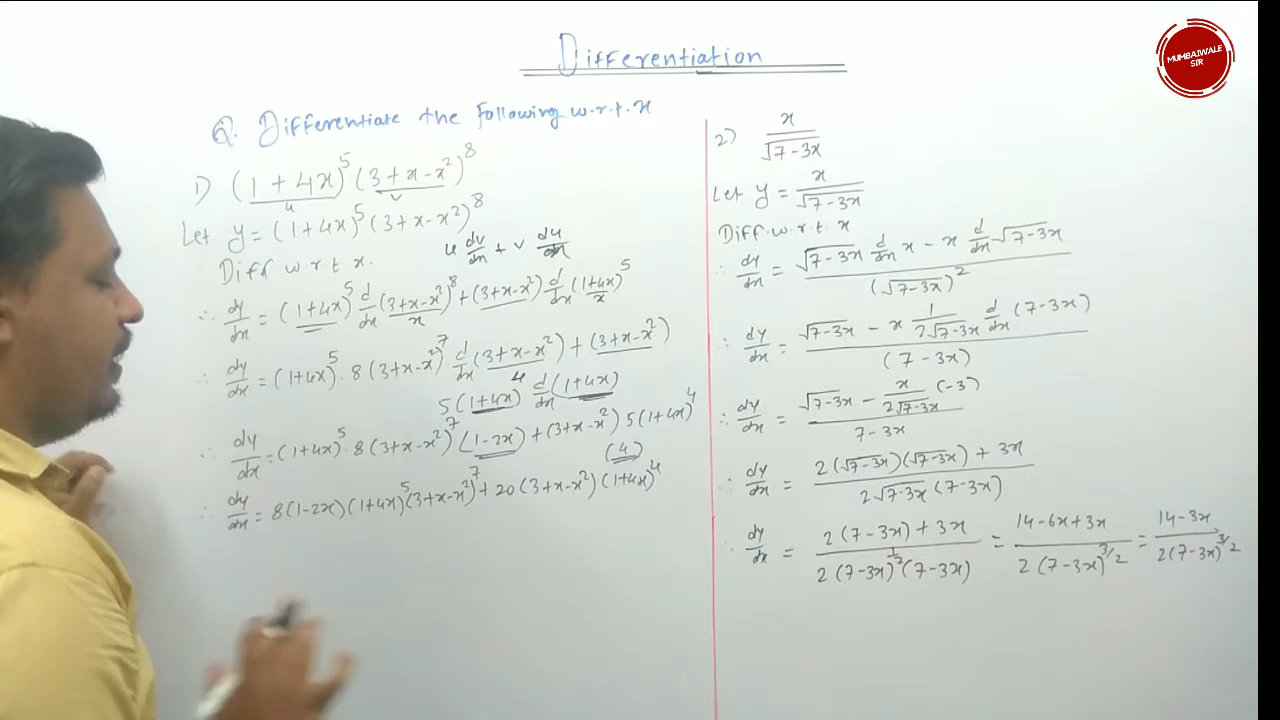 Differentiation
MUMBAIWALE
SIR
Q. Differentiate the following w.r.t. x
1) (1 + 4x)^5 (3 + x - x^2)^8
u v
Let y = (1 + 4x)^5 (3 + x - x^2)^8
u dv/dx + v du/dx
Diff w r t x.
∴ dy/dx = (1+4x)^5 d/dx (3+x-x^2)^8 + (3+x-x^2) d/dx (1+4x)^5
x x
∴ dy/dx = (1+4x)^5 . 8 (3+x-x^2)^7 d/dx (3+x-x^2) + (3+x-x^2)
5 (1+4x)^4 d/dx (1+4x)
∴ dy/dx = (1+4x)^5 . 8 (3+x-x^2)^7 (1-2x) + (3+x-x^2) 5 (1+4x)^4
(4)
∴ dy/dx = 8 (1-2x) (1+4x)^5 (3+x-x^2)^7 + 20 (3+x-x^2) (1+4x)^4
2) x/√(7-3x)
Let y = x/√(7-3x)
Diff w.r.t x
∴ dy/dx = (√(7-3x) d/dx x - x d/dx √(7-3x)) / (√(7-3x))^2
∴ dy/dx = (√(7-3x) - x 1/(2√(7-3x)) d/dx (7-3x)) / (7-3x)
∴ dy/dx = (√(7-3x) - x/(2√(7-3x)) (-3)) / 7-3x
∴ dy/dx = (2 (√(7-3x)) (√(7-3x)) + 3x) / 2√(7-3x) (7-3x)
∴ dy/dx = (2 (7-3x) + 3x) / 2 (7-3x)^1/2 (7-3x) = (14-6x+3x) / 2 (7-3x)^3/2 = (14-3x) / 2(7-3x)^3/2